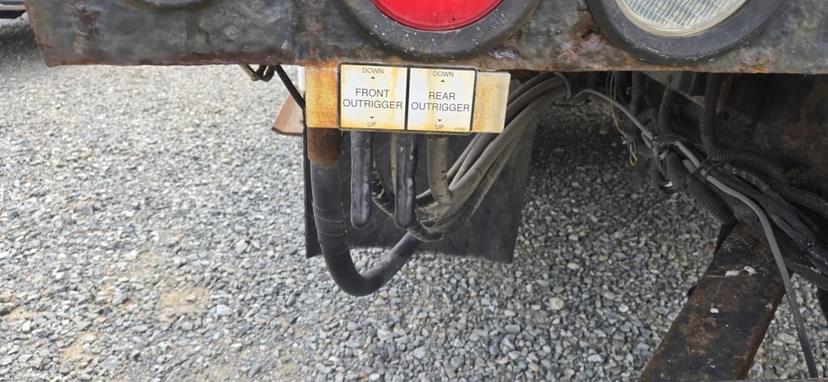 DOWN
FRONT
OUTRIGGER
UP
DOWN
REAR
OUTRIGGER
UP